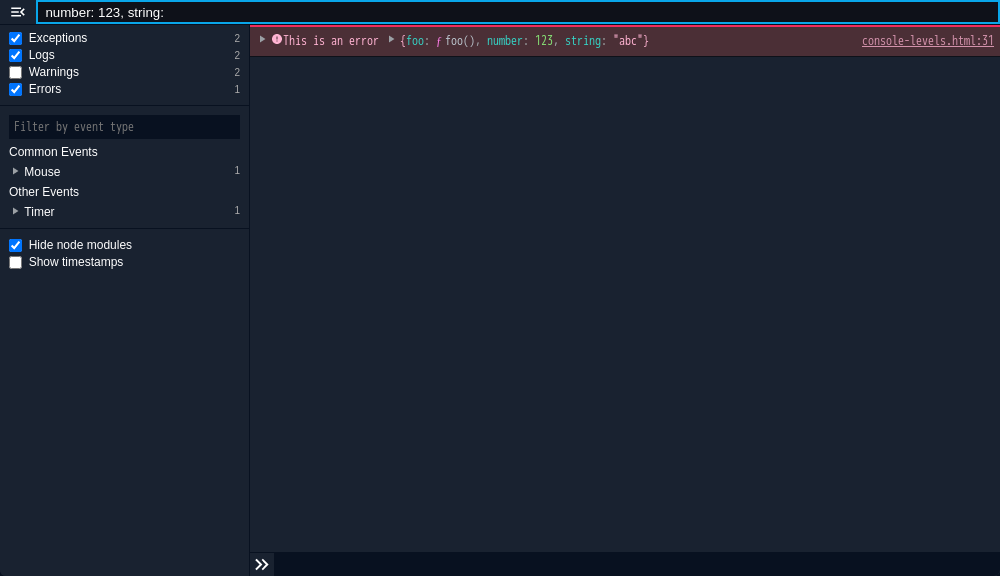 number: 123, string:
Exceptions 2
Logs 2
Warnings 2
Errors 1
Filter by event type
Common Events
Mouse 1
Other Events
Timer 1
Hide node modules
Show timestamps
This is an error {foo: ƒ foo(), number: 123, string: "abc"} console-levels.html:31